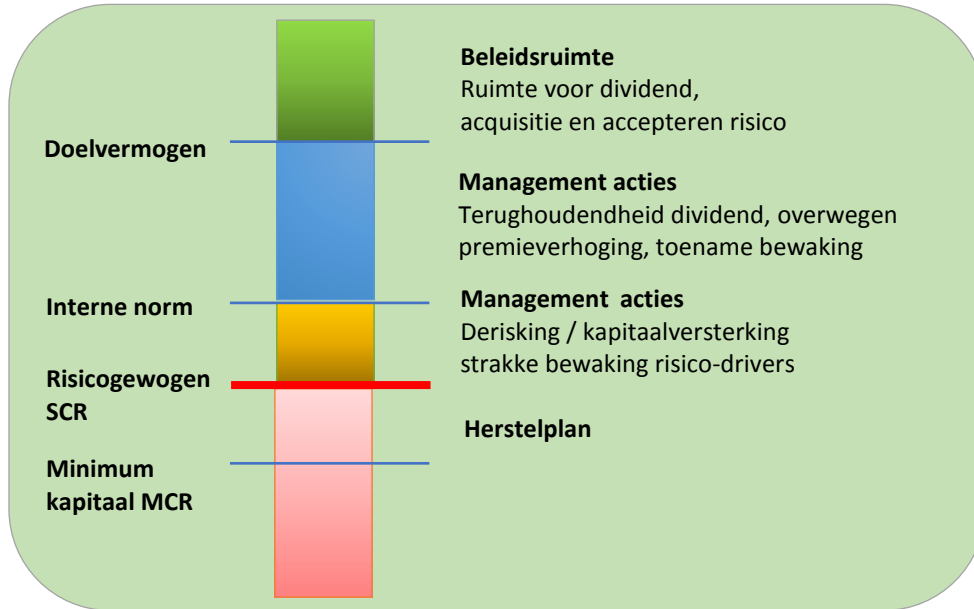 Beleidsruimte
Ruimte voor dividend,
acquisitie en accepteren risico
Doelvermogen
Management acties
Terughoudendheid dividend, overwegen
premieverhoging, toename bewaking
Interne norm
Management acties
Derisking / kapitaalversterking
strakke bewaking risico-drivers
Risicogewogen
SCR
Herstelplan
Minimum
kapitaal MCR